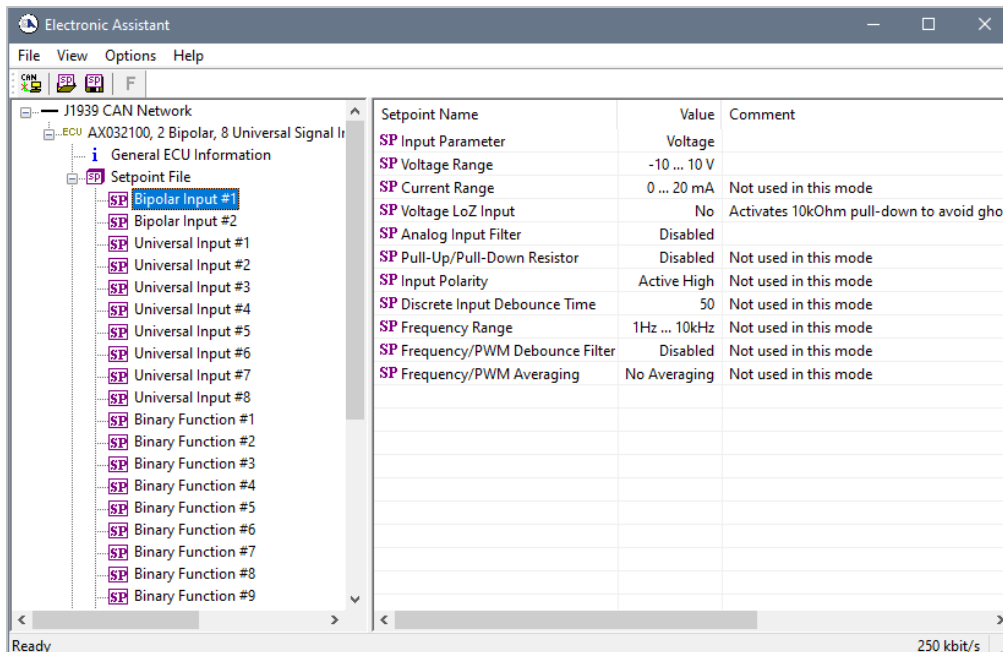 Electronic Assistant
File View Options Help
CAN SP SP F
J1939 CAN Network
ECU AX032100, 2 Bipolar, 8 Universal Signal
i General ECU Information
SP Setpoint File
SP Bipolar Input #1
SP Bipolar Input #2
SP Universal Input #1
SP Universal Input #2
SP Universal Input #3
SP Universal Input #4
SP Universal Input #5
SP Universal Input #6
SP Universal Input #7
SP Universal Input #8
SP Binary Function #1
SP Binary Function #2
SP Binary Function #3
SP Binary Function #4
SP Binary Function #5
SP Binary Function #6
SP Binary Function #7
SP Binary Function #8
SP Binary Function #9
Setpoint Name Value Comment
SP Input Parameter Voltage
SP Voltage Range -10 ... 10 V
SP Current Range 0 ... 20 mA Not used in this mode
SP Voltage LoZ Input No Activates 10kOhm pull-down to avoid gho
SP Analog Input Filter Disabled
SP Pull-Up/Pull-Down Resistor Disabled Not used in this mode
SP Input Polarity Active High Not used in this mode
SP Discrete Input Debounce Time 50 Not used in this mode
SP Frequency Range 1Hz ... 10kHz Not used in this mode
SP Frequency/PWM Debounce Filter Disabled Not used in this mode
SP Frequency/PWM Averaging No Averaging Not used in this mode
Ready 250 kbit/s